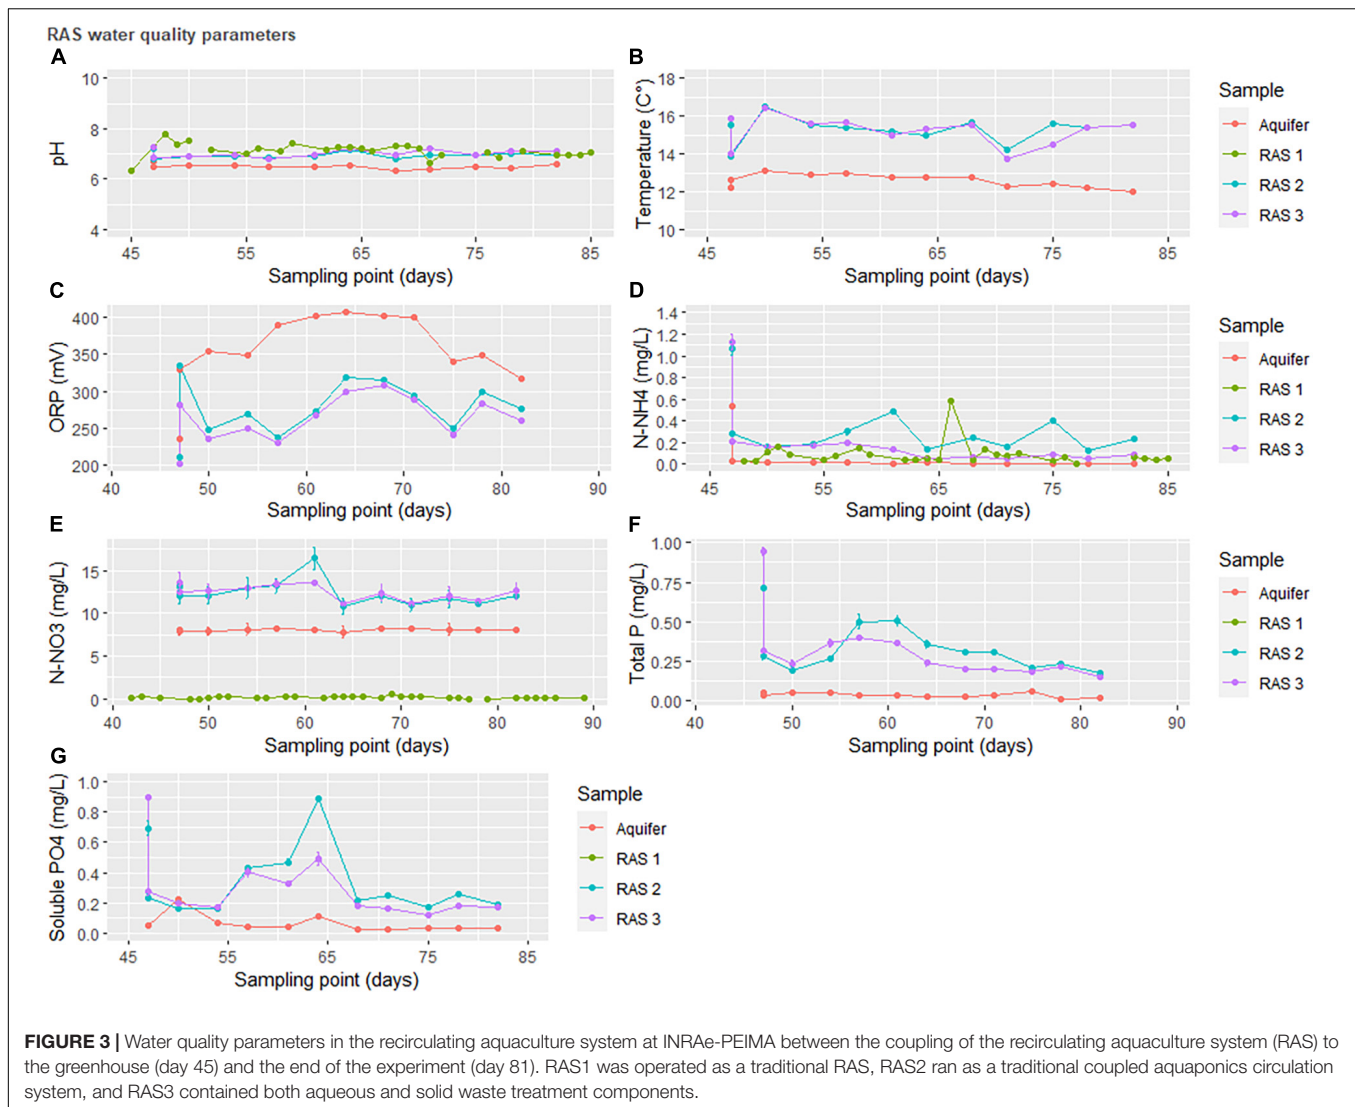 RAS water quality parameters
A
10
8
6
4
pH
45
55
65
75
85
Sampling point (days)
B
18
16
14
12
10
Temperature (C°)
45
55
65
75
85
Sampling point (days)
Sample
Aquifer
RAS 1
RAS 2
RAS 3
C
400
350
300
250
200
ORP (mV)
40
50
60
70
80
90
Sampling point (days)
D
1.4
1.2
1.0
0.8
0.6
0.4
0.2
0.0
N-NH4 (mg/L)
45
55
65
75
85
Sampling point (days)
Sample
Aquifer
RAS 1
RAS 2
RAS 3
E
15
10
5
0
N-NO3 (mg/L)
40
50
60
70
80
90
Sampling point (days)
F
1.00
0.75
0.50
0.25
0.00
Total P (mg/L)
40
50
60
70
80
90
Sampling point (days)
Sample
Aquifer
RAS 1
RAS 2
RAS 3
G
1.0
0.8
0.6
0.4
0.2
0.0
Soluble PO4 (mg/L)
45
55
65
75
85
Sampling point (days)
Sample
Aquifer
RAS 1
RAS 2
RAS 3
FIGURE 3 | Water quality parameters in the recirculating aquaculture system at INRAe-PEIMA between the coupling of the recirculating aquaculture system (RAS) to
the greenhouse (day 45) and the end of the experiment (day 81). RAS1 was operated as a traditional RAS, RAS2 ran as a traditional coupled aquaponics circulation
system, and RAS3 contained both aqueous and solid waste treatment components.